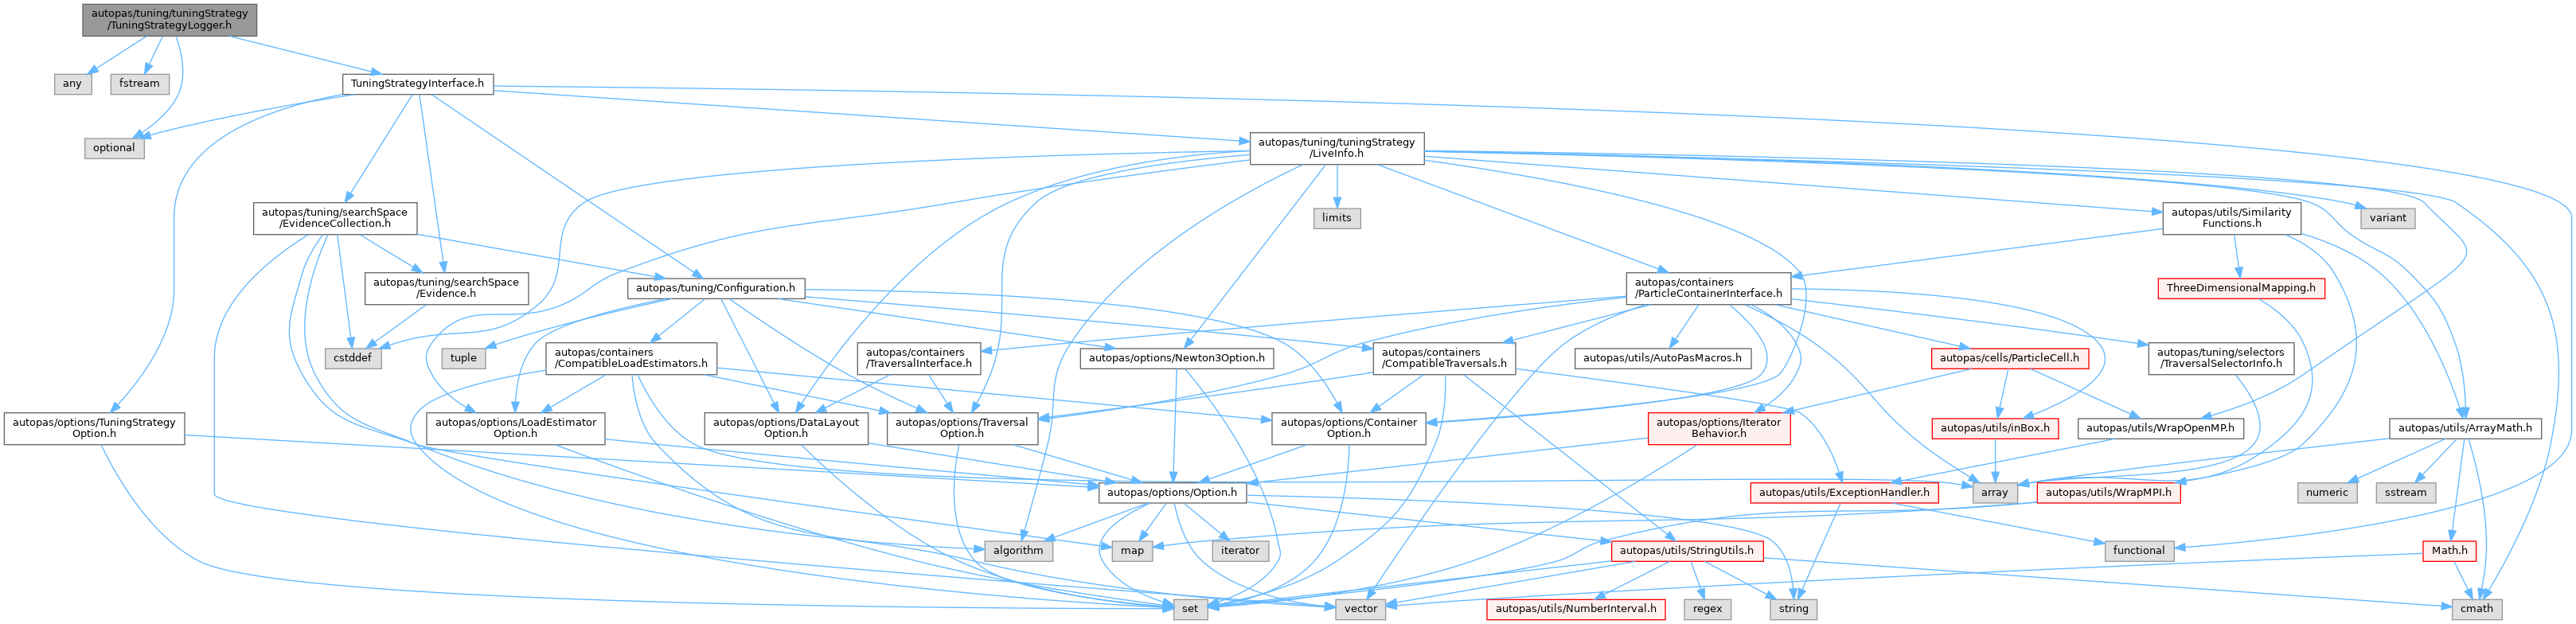 autopas/tuning/tuningStrategy
/TuningStrategyLogger.h
any
fstream
TuningStrategyInterface.h
optional
autopas/tuning/tuningStrategy
/LiveInfo.h
autopas/tuning/searchSpace
/EvidenceCollection.h
limits
autopas/utils/Similarity
Functions.h
variant
autopas/tuning/searchSpace
/Evidence.h
autopas/tuning/Configuration.h
autopas/containers
/ParticleContainerInterface.h
ThreeDimensionalMapping.h
cstddef
tuple
autopas/containers
/CompatibleLoadEstimators.h
autopas/containers
/TraversalInterface.h
autopas/options/Newton3Option.h
autopas/containers
/CompatibleTraversals.h
autopas/utils/AutoPasMacros.h
autopas/cells/ParticleCell.h
autopas/tuning/selectors
/TraversalSelectorInfo.h
autopas/options/TuningStrategy
Option.h
autopas/options/LoadEstimator
Option.h
autopas/options/DataLayout
Option.h
autopas/options/Traversal
Option.h
autopas/options/Container
Option.h
autopas/options/Iterator
Behavior.h
autopas/utils/inBox.h
autopas/utils/WrapOpenMP.h
autopas/utils/ArrayMath.h
autopas/options/Option.h
autopas/utils/ExceptionHandler.h
array
autopas/utils/WrapMPI.h
numeric
sstream
algorithm
map
iterator
autopas/utils/StringUtils.h
functional
Math.h
set
vector
autopas/utils/NumberInterval.h
regex
string
cmath